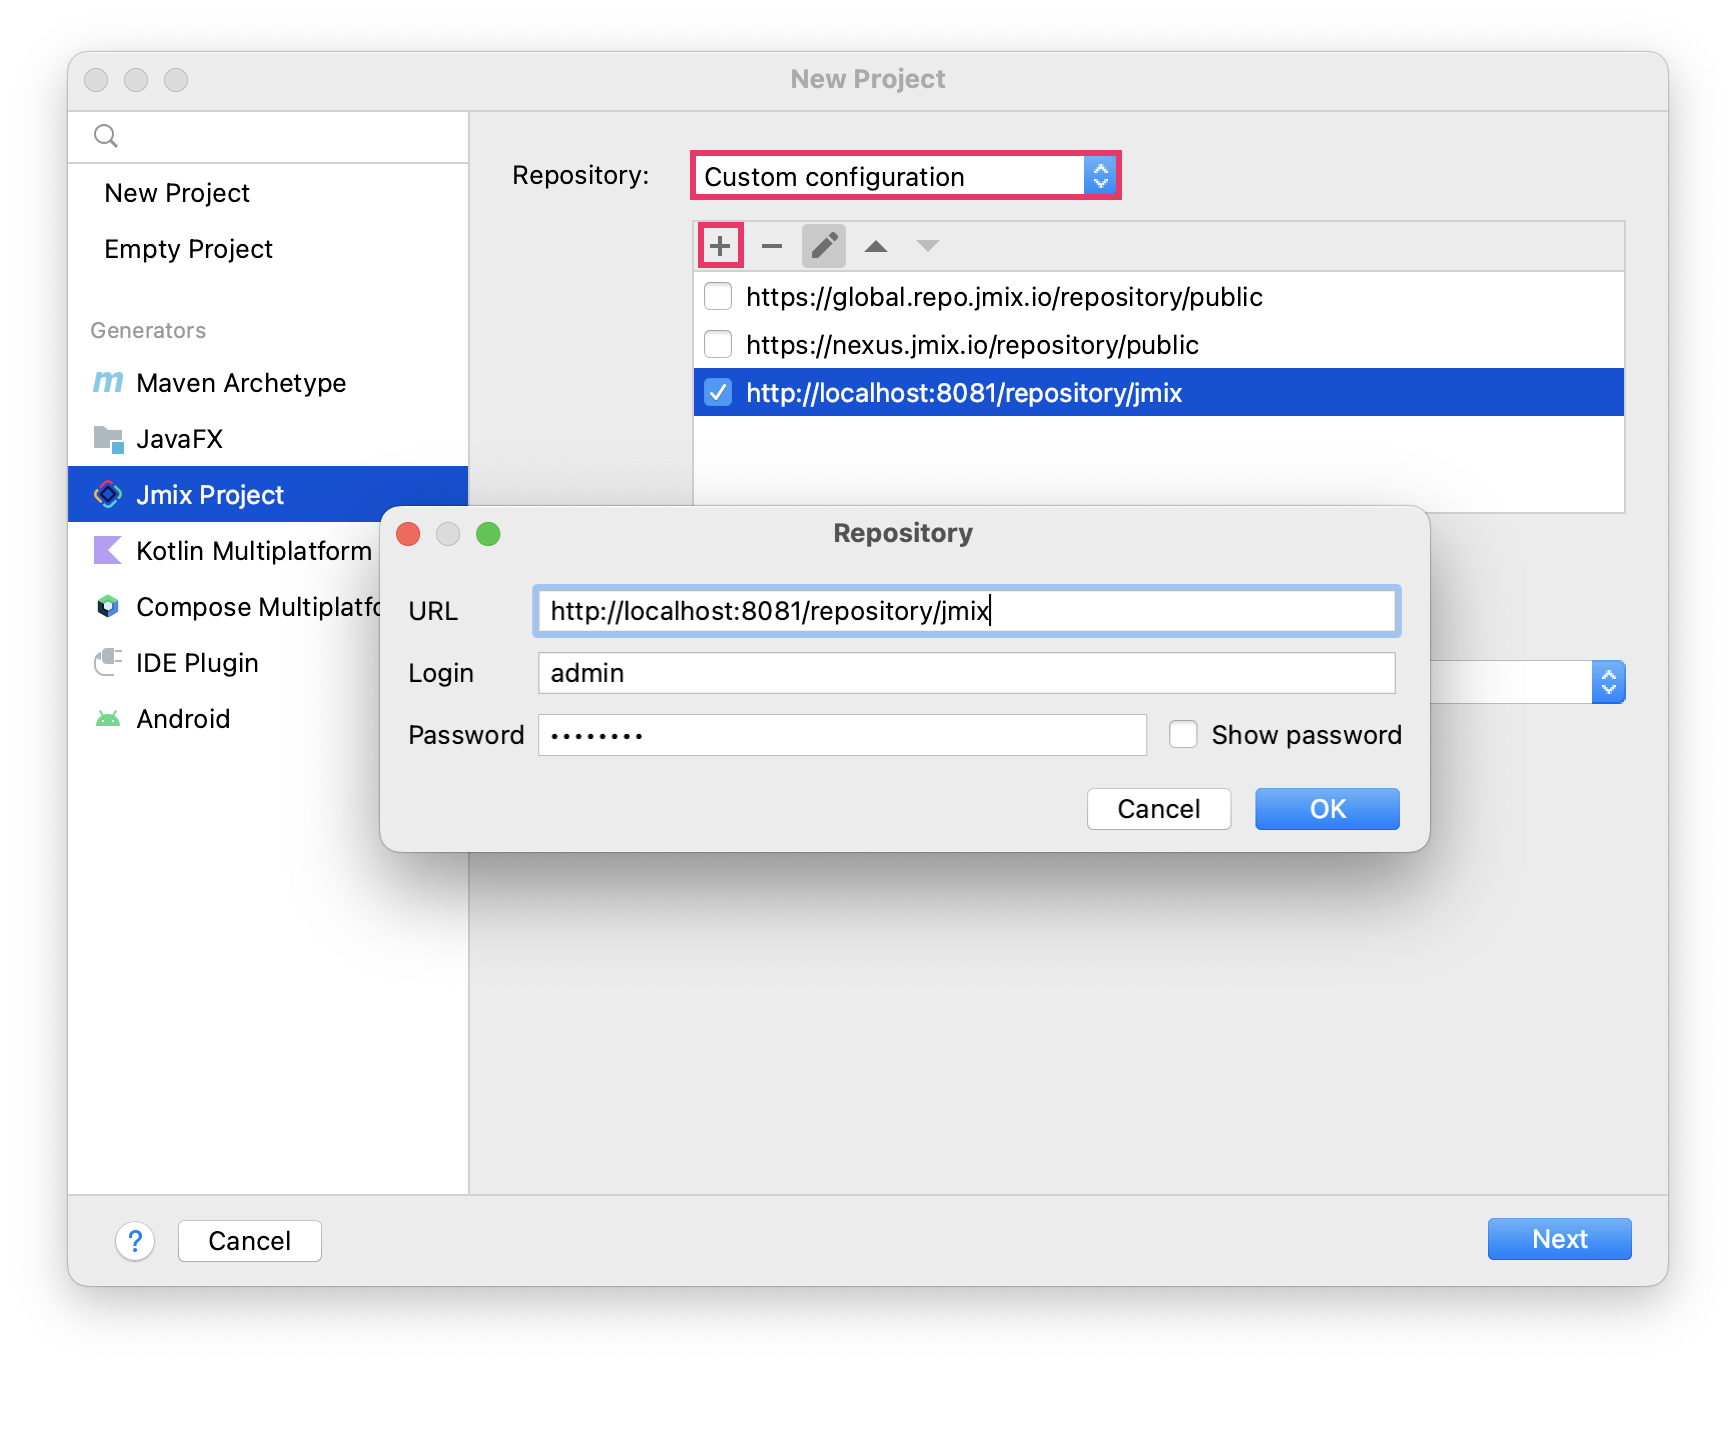 New Project
New Project
Empty Project
Generators
Maven Archetype
JavaFX
Jmix Project
Kotlin Multiplatform
Compose Multiplatfo
IDE Plugin
Android
Repository: Custom configuration
https://global.repo.jmix.io/repository/public
https://nexus.jmix.io/repository/public
http://localhost:8081/repository/jmix
Repository
URL http://localhost:8081/repository/jmix
Login admin
Password •••••••• Show password
Cancel OK
? Cancel Next